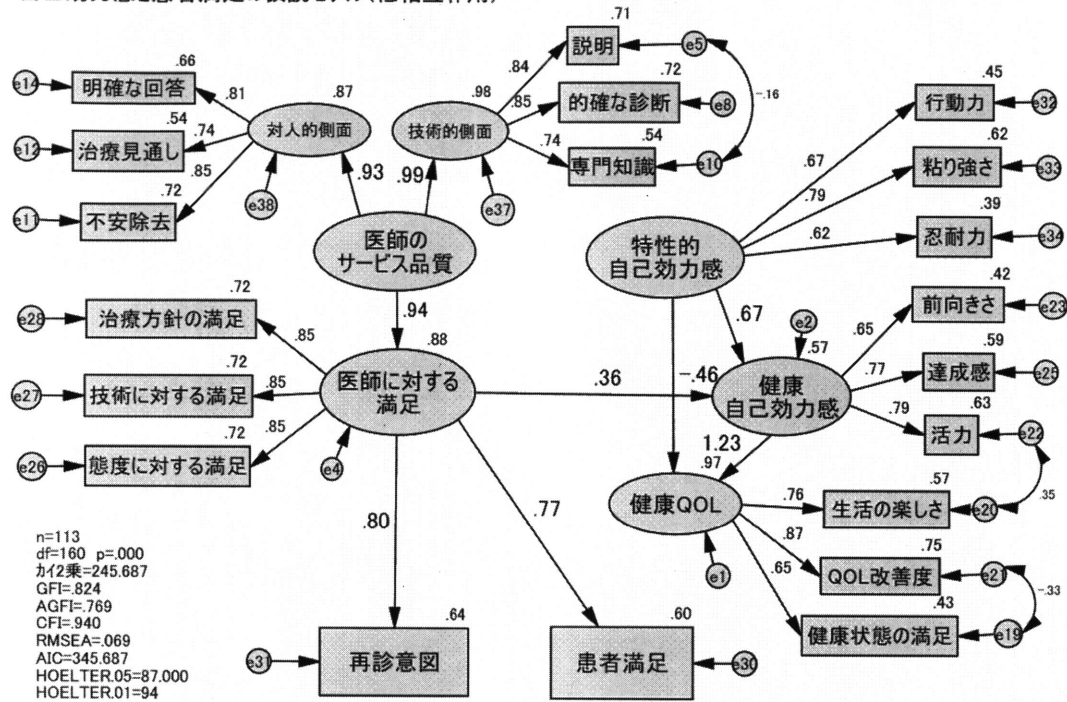 .71
説明
e5
.84
-.16
e14
.66
明確な回答
.81
.87
対人的側面
.98
技術的側面
.85
.72
的確な診断
e8
.45
行動力
e32
e12
.54
治療見通し
.74
.74
.54
専門知識
e10
.67
.62
粘り強さ
e33
.85
.93
.99
.79
e11
.72
不安除去
e38
e37
.39
忍耐力
e34
.62
医師の
サービス品質
特性的
自己効力感
.42
前向きさ
e23
.72
治療方針の満足
e28
.85
.94
.67
e2
.65
.88
医師に対する
満足
.57
健康
自己効力感
.59
達成感
e25
.77
.72
技術に対する満足
e27
.85
.36
-.46
.79
.63
活力
e22
.72
態度に対する満足
e26
.85
e4
1.23
.97
健康QOL
.76
.57
生活の楽しさ
e20
.35
.80
.77
.87
.75
QOL改善度
e21
-.33
e1
.65
.43
健康状態の満足
e19
n=113
df=160 p=.000
カイ2乗=245.687
GFI=.824
AGFI=.769
CFI=.940
RMSEA=.069
AIC=345.687
HOELTER.05=87.000
HOELTER.01=94
.64
再診意図
e31
.60
患者満足
e30